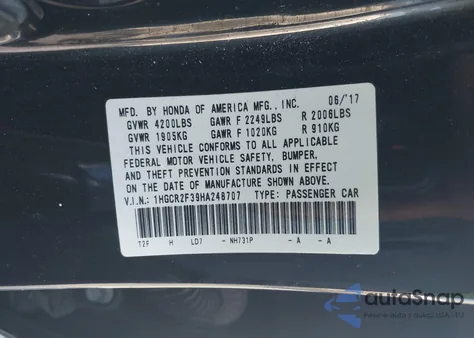 MFD. BY HONDA OF AMERICA MFG., INC. 06/'17
GVWR 4200LBS GAWR F 2249LBS R 2006LBS
GVWR 1905KG GAWR F 1020KG R 910KG
THIS VEHICLE CONFORMS TO ALL APPLICABLE
FEDERAL MOTOR VEHICLE SAFETY, BUMPER,
AND THEFT PREVENTION STANDARDS IN EFFECT
ON THE DATE OF MANUFACTURE SHOWN ABOVE.
V.I.N.: 1HGCR2F39HA248707 TYPE: PASSENGER CAR
T2F H LD7 - NH731P - A - A
autoSnap